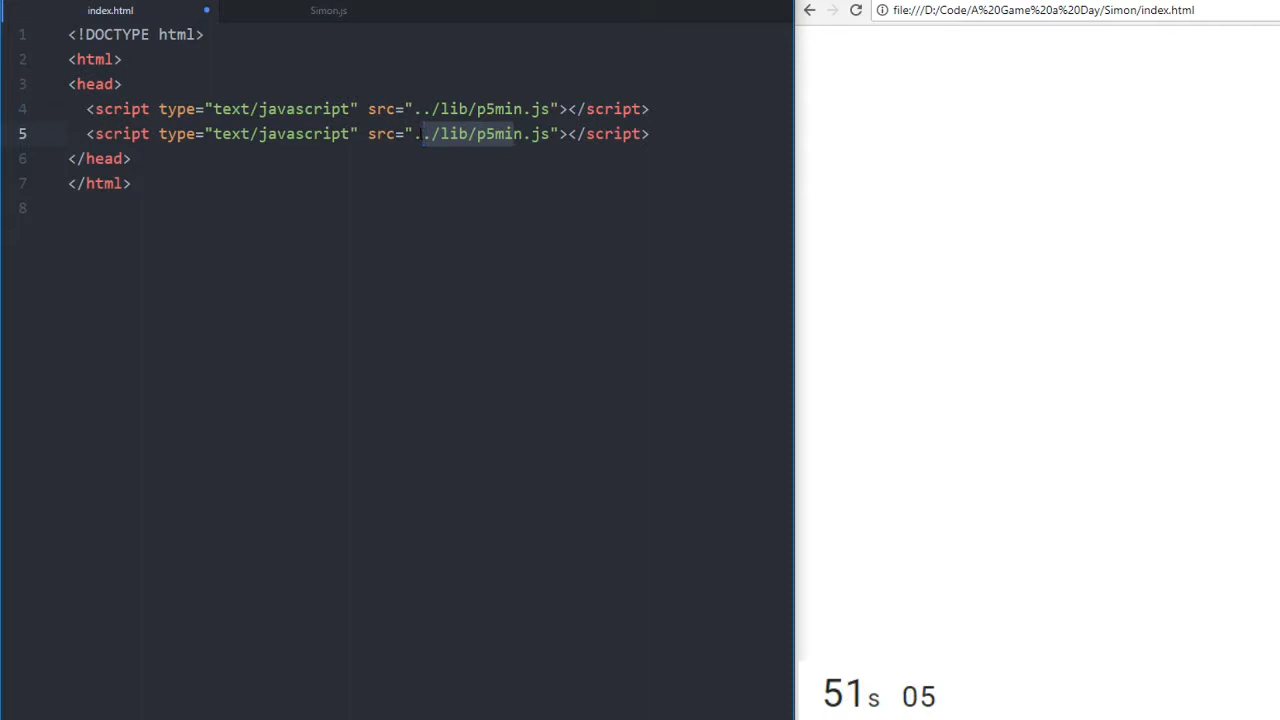 index.html
Simon.js
file:///D:/Code/A%20Game%20a%20Day/Simon/index.html
1 <!DOCTYPE html>
2 <html>
3 <head>
4 <script type="text/javascript" src="../lib/p5min.js"></script>
5 <script type="text/javascript" src="../lib/p5min.js"></script>
6 </head>
7 </html>
8
51s 05